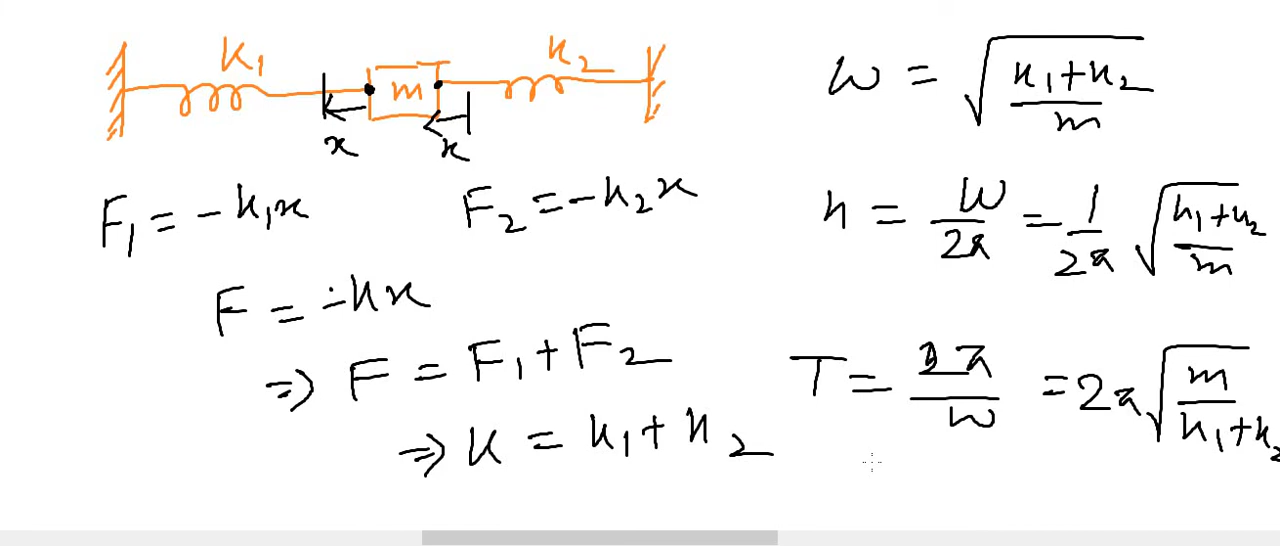 K₁ m K₂
x x
F₁ = -k₁x F₂ = -k₂x
F = -kx
⇒ F = F₁ + F₂
⇒ K = k₁ + k₂
ω = √((k₁+k₂)/m)
n = ω/2π = 1/2π √((k₁+k₂)/m)
T = 2π/ω = 2π √(m/(k₁+k₂))